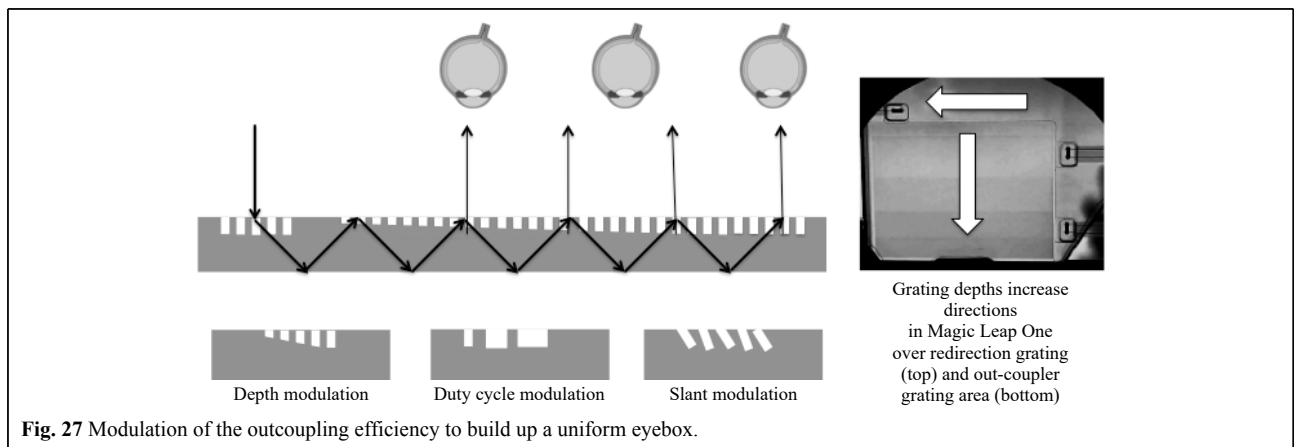 Grating depths increase
directions
in Magic Leap One
over redirection grating
(top) and out-coupler
grating area (bottom)
Depth modulation
Duty cycle modulation
Slant modulation
Fig. 27 Modulation of the outcoupling efficiency to build up a uniform eyebox.